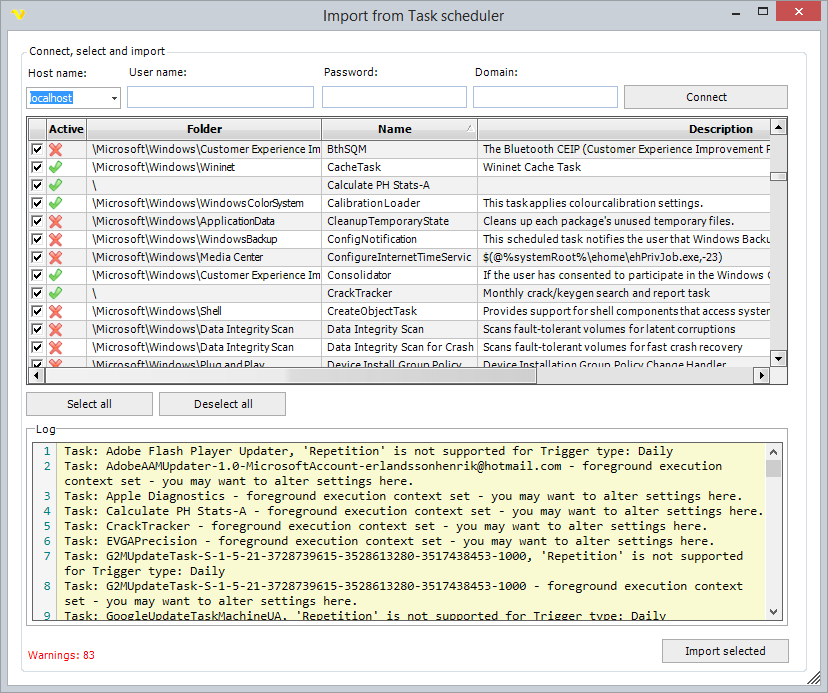 Import from Task scheduler
Connect, select and import
Host name: User name: Password: Domain:
localhost Connect
Active Folder Name Description
\Microsoft\Windows\Customer Experience Im BthSQM The Bluetooth CEIP (Customer Experience Improvement P
\Microsoft\Windows\Wininet CacheTask Wininet Cache Task
\ Calculate PH Stats-A
\Microsoft\Windows\WindowsColorSystem CalibrationLoader This task applies colour calibration settings.
\Microsoft\Windows\ApplicationData CleanupTemporaryState Cleans up each package's unused temporary files.
\Microsoft\Windows\WindowsBackup ConfigNotification This scheduled task notifies the user that Windows Backu
\Microsoft\Windows\Media Center ConfigureInternetTimeServic $(@%systemRoot%\ehome\ehPrivJob.exe,-23)
\Microsoft\Windows\Customer Experience Im Consolidator If the user has consented to participate in the Windows C
\ CrackTracker Monthly crack/keygen search and report task
\Microsoft\Windows\Shell CreateObjectTask Provides support for shell components that access system
\Microsoft\Windows\Data Integrity Scan Data Integrity Scan Scans fault-tolerant volumes for latent corruptions
\Microsoft\Windows\Data Integrity Scan Data Integrity Scan for Crash Scans fault-tolerant volumes for fast crash recovery
\Microsoft\Windows\Plug and Play Device Install Group Policy Device Installation Group Policy Change Handler
Select all Deselect all
Log
1 Task: Adobe Flash Player Updater, 'Repetition' is not supported for Trigger type: Daily
2 Task: AdobeAAMUpdater-1.0-MicrosoftAccount-erlandssonhenrik@hotmail.com - foreground execution
context set - you may want to alter settings here.
3 Task: Apple Diagnostics - foreground execution context set - you may want to alter settings here.
4 Task: Calculate PH Stats-A - foreground execution context set - you may want to alter settings here.
5 Task: CrackTracker - foreground execution context set - you may want to alter settings here.
6 Task: EVGAPrecision - foreground execution context set - you may want to alter settings here.
7 Task: G2MUpdateTask-S-1-5-21-3728739615-3528613280-3517438453-1000, 'Repetition' is not supported
for Trigger type: Daily
8 Task: G2MUpdateTask-S-1-5-21-3728739615-3528613280-3517438453-1000 - foreground execution context
set - you may want to alter settings here.
9 Task: GoogleUpdateTaskMachineUA, 'Repetition' is not supported for Trigger type: Daily
Warnings: 83 Import selected